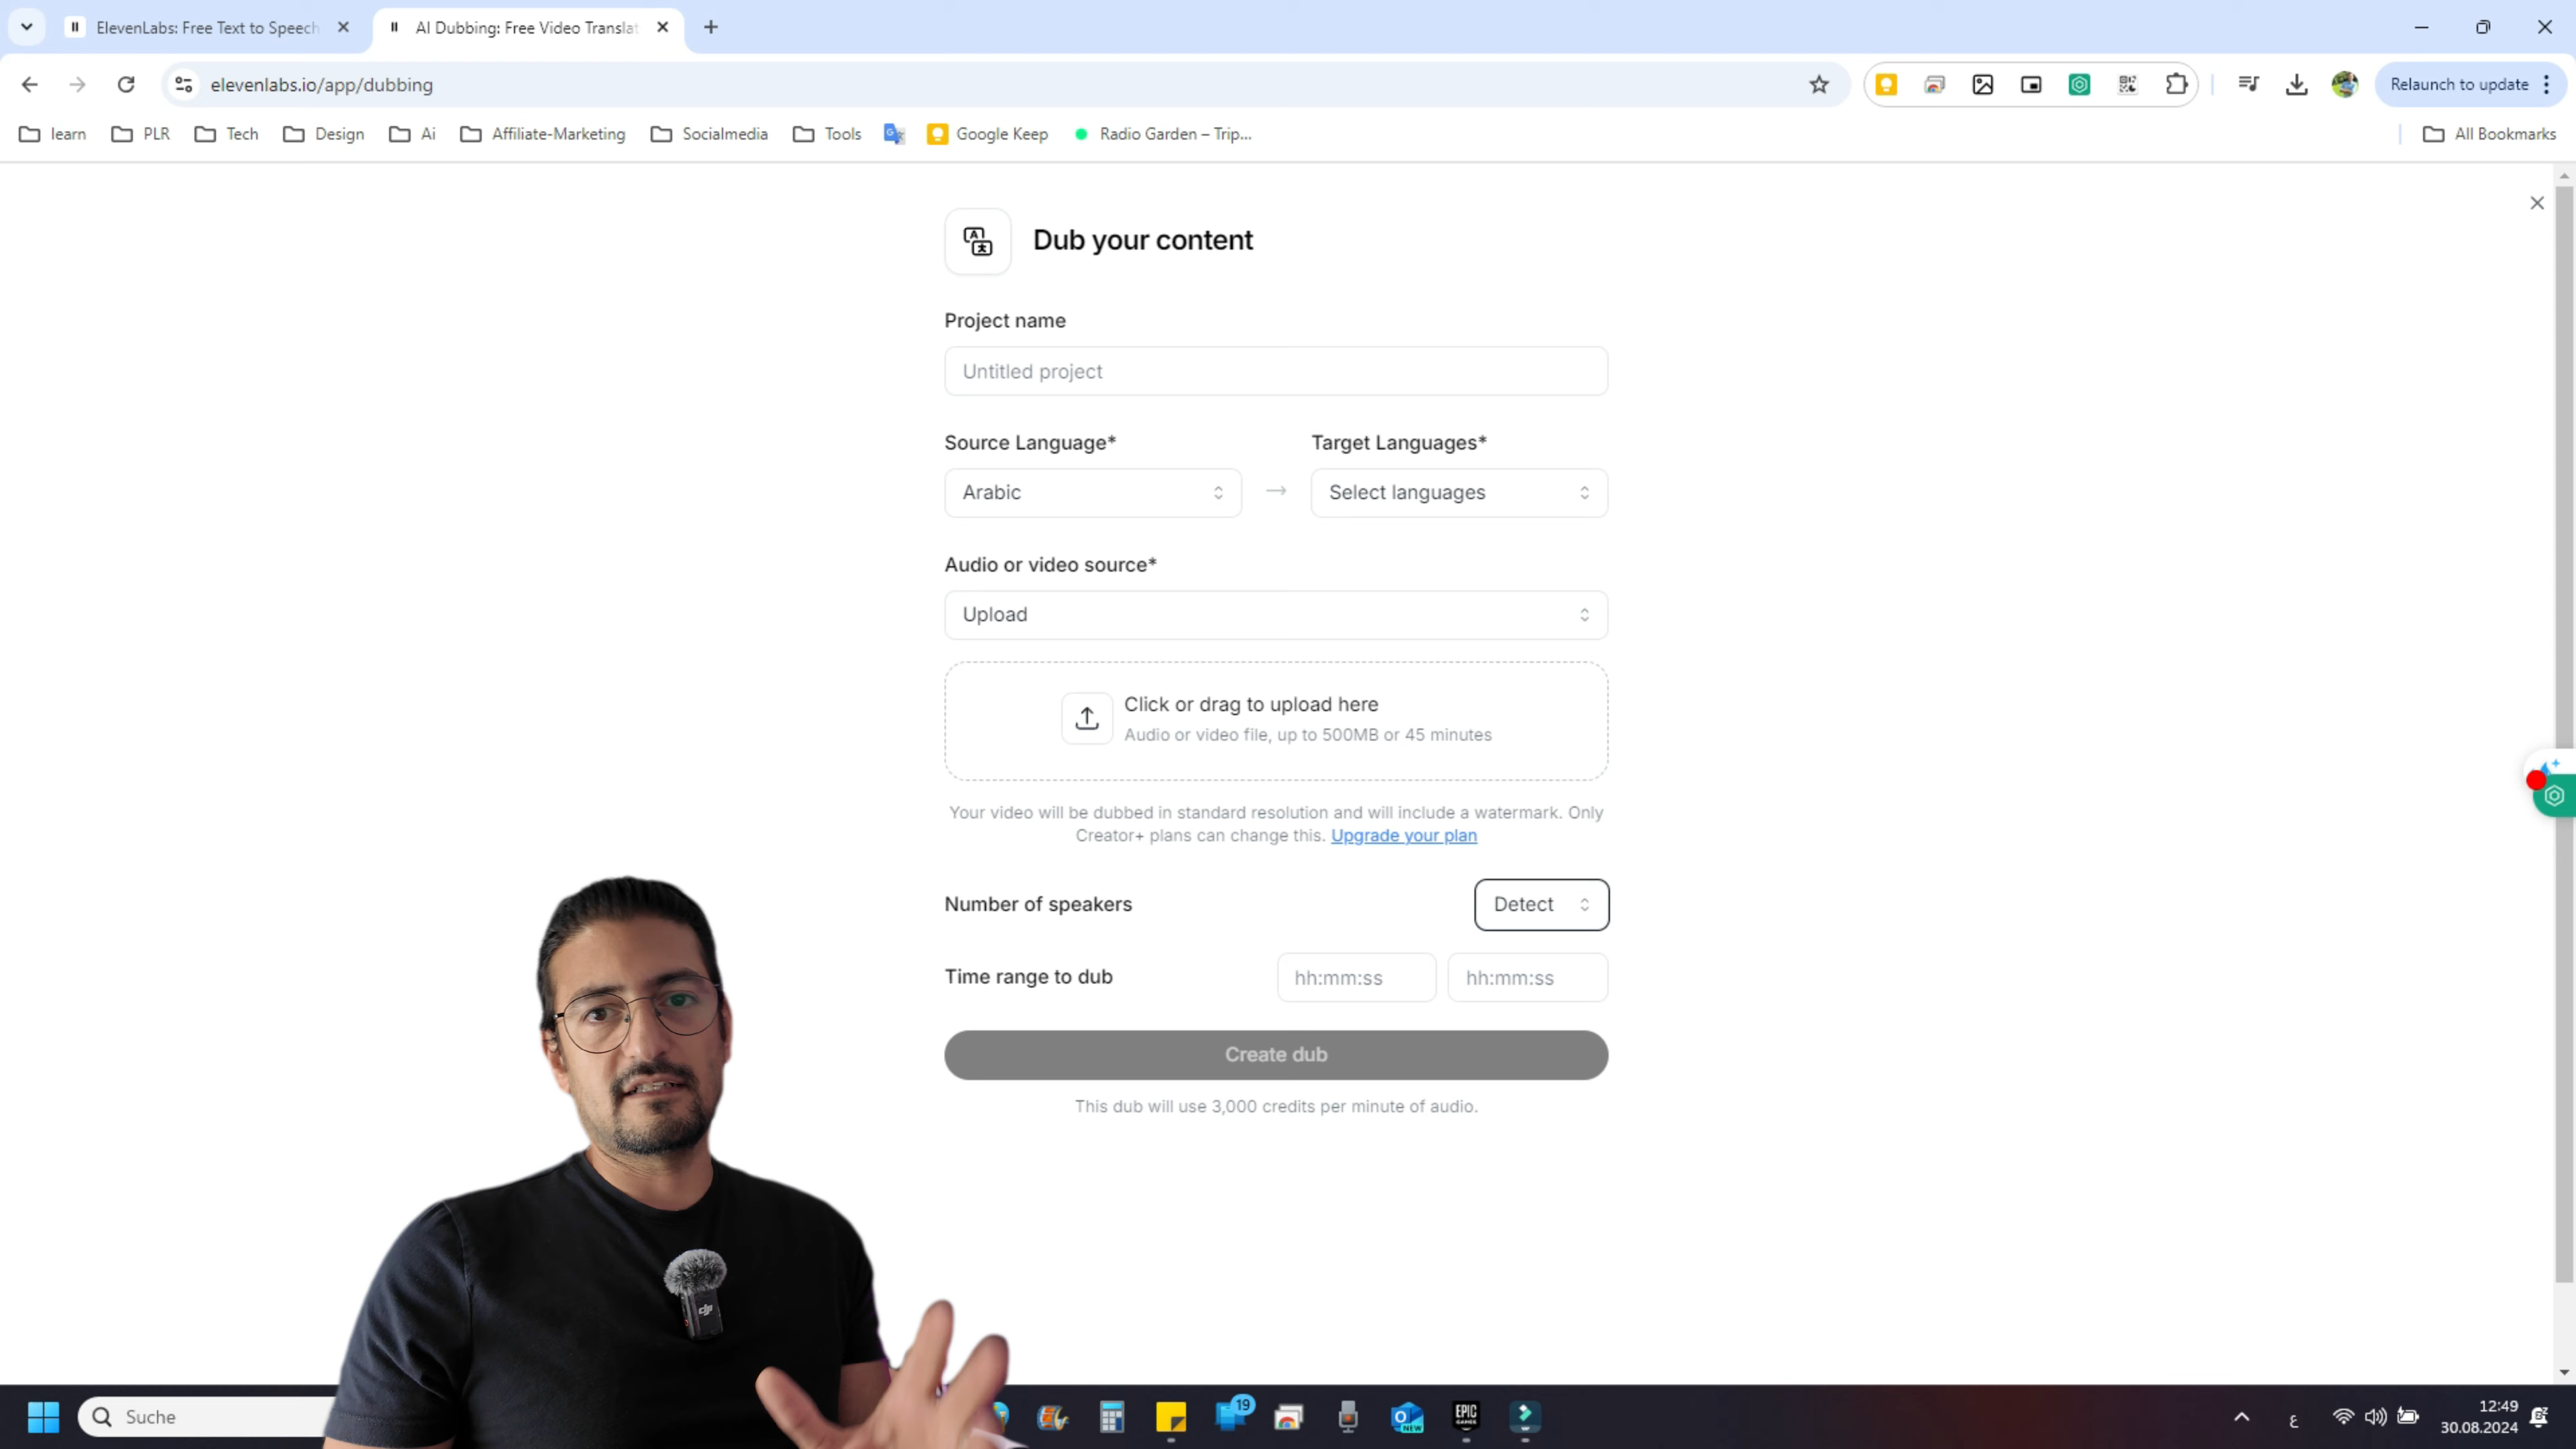 ElevenLabs: Free Text to Speech
AI Dubbing: Free Video Translat
elevenlabs.io/app/dubbing
Relaunch to update
learn
PLR
Tech
Design
Ai
Affiliate-Marketing
Socialmedia
Tools
Google Keep
Radio Garden – Trip...
All Bookmarks
Dub your content
Project name
Untitled project
Source Language*
Target Languages*
Arabic
Select languages
Audio or video source*
Upload
Click or drag to upload here
Audio or video file, up to 500MB or 45 minutes
Your video will be dubbed in standard resolution and will include a watermark. Only
Creator+ plans can change this. Upgrade your plan
Number of speakers
Detect
Time range to dub
hh:mm:ss
hh:mm:ss
Create dub
This dub will use 3,000 credits per minute of audio.
dji
Suche
19
NEW
EPIC
GAMES
ع
12:49
30.08.2024